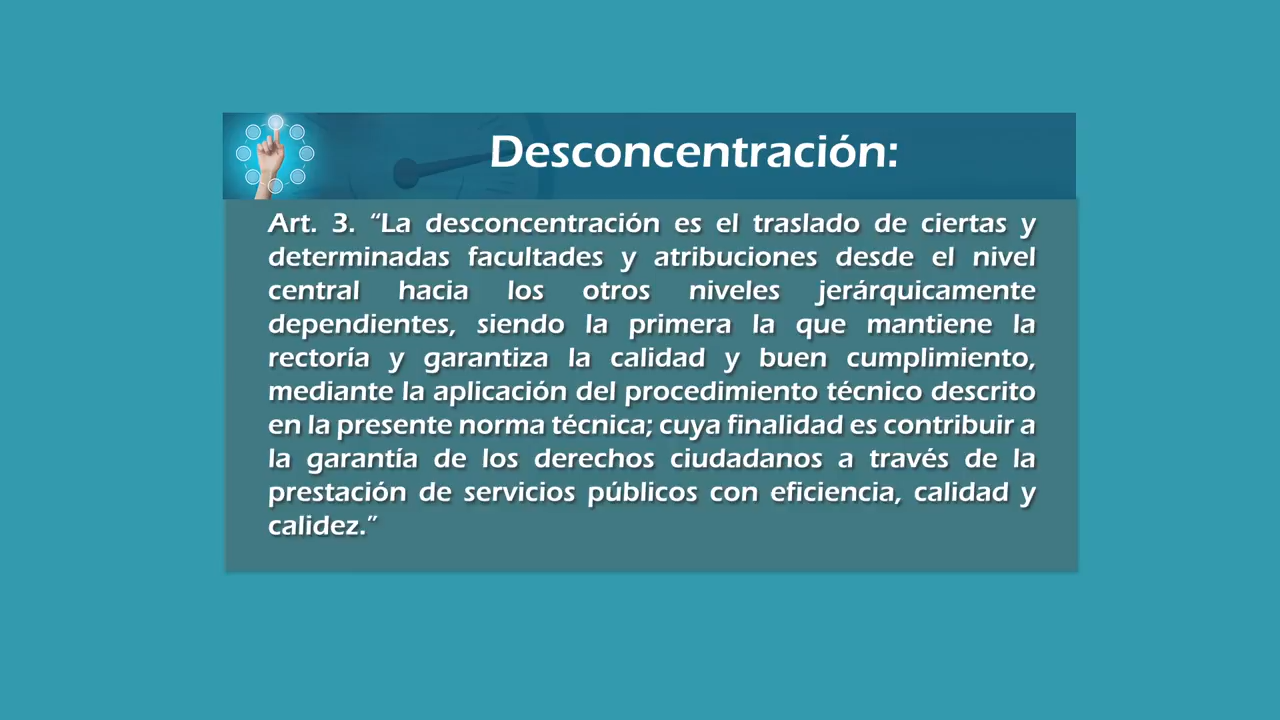 Desconcentración:
Art. 3. “La desconcentración es el traslado de ciertas y
determinadas facultades y atribuciones desde el nivel
central hacia los otros niveles jerárquicamente
dependientes, siendo la primera la que mantiene la
rectoría y garantiza la calidad y buen cumplimiento,
mediante la aplicación del procedimiento técnico descrito
en la presente norma técnica; cuya finalidad es contribuir a
la garantía de los derechos ciudadanos a través de la
prestación de servicios públicos con eficiencia, calidad y
calidez.”